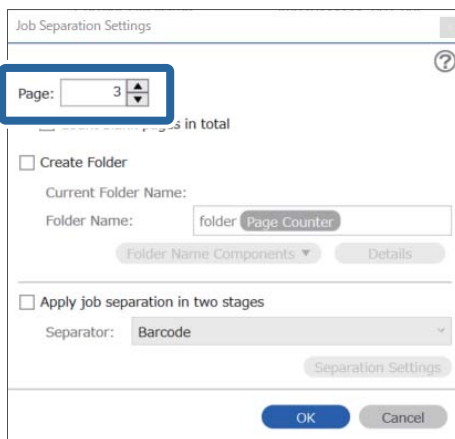 Job Separation Settings
?
Page: 3
pages in total
Create Folder
Current Folder Name:
Folder Name: folder Page Counter
Folder Name Components ▼ Details
Apply job separation in two stages
Separator: Barcode
Separation Settings
OK Cancel